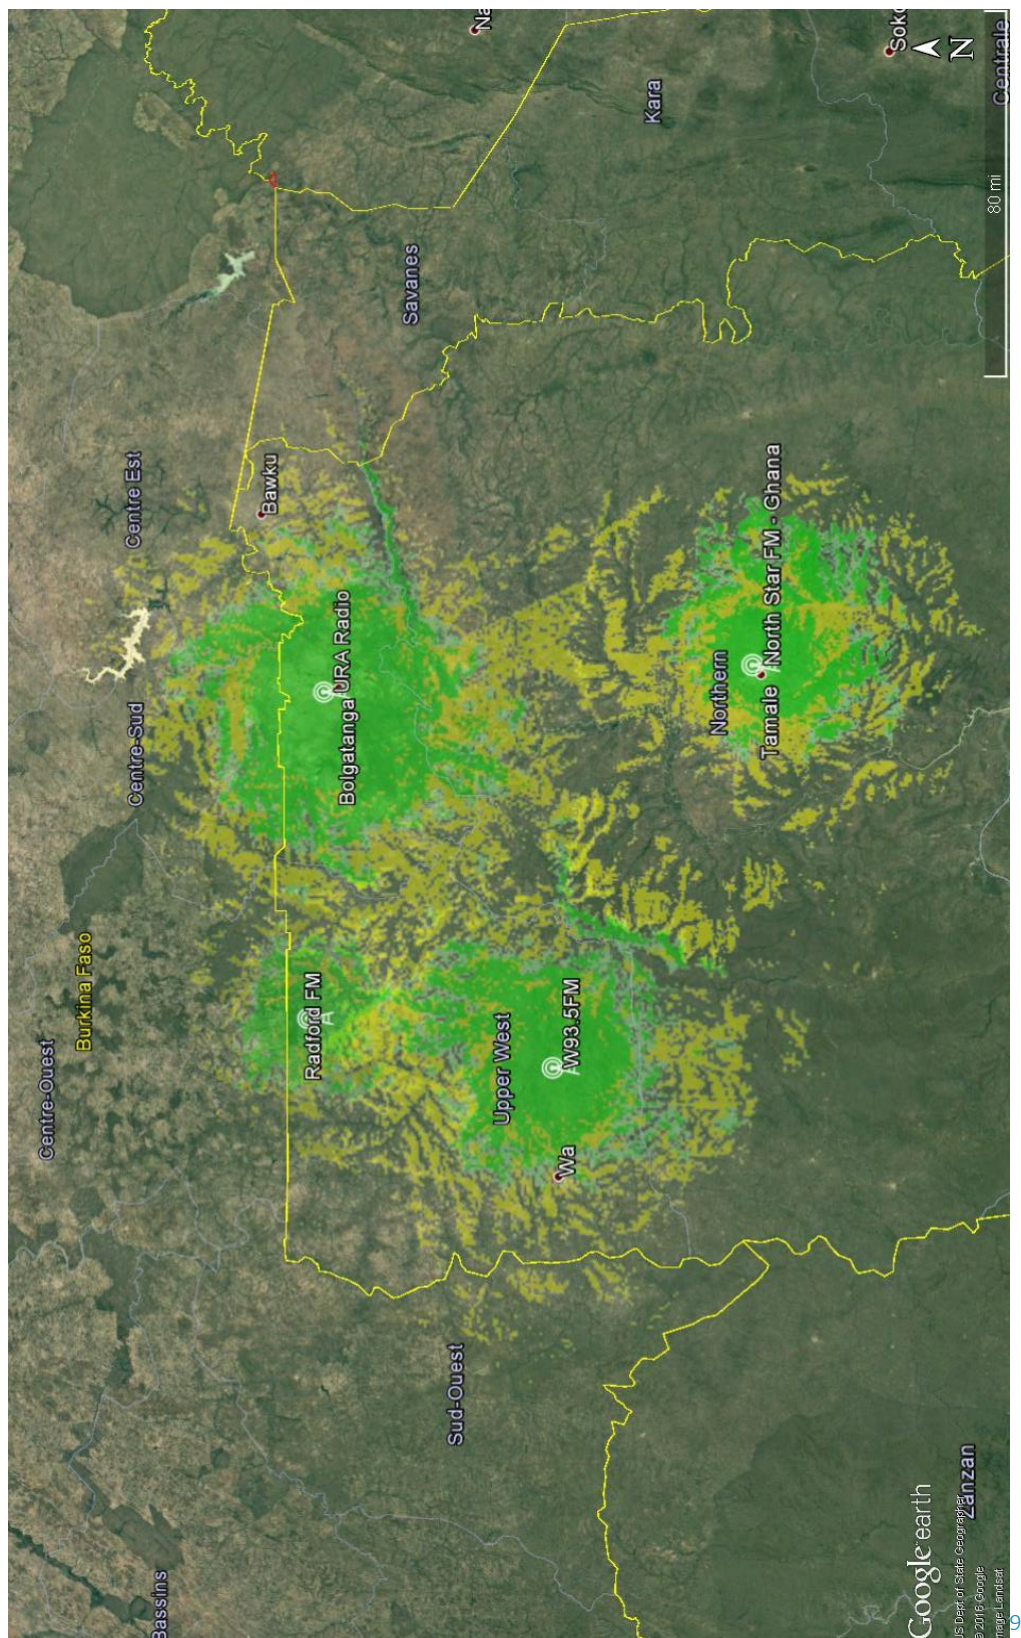 Centre-Ouest
Burkina Faso
Centre-Sud
Centre Est
Bassins
Radford FM
Bolgatanga
URA Radio
Bawku
Savanes
Sud-Ouest
Upper West
Wa
W93.5FM
Northern
Tamale
North Star FM - Ghana
Kara
Na
Soko
N
Centrale
80 mi
Zanzan
Google earth
US Dept of State Geographer
© 2016 Google
Image Landsat
9